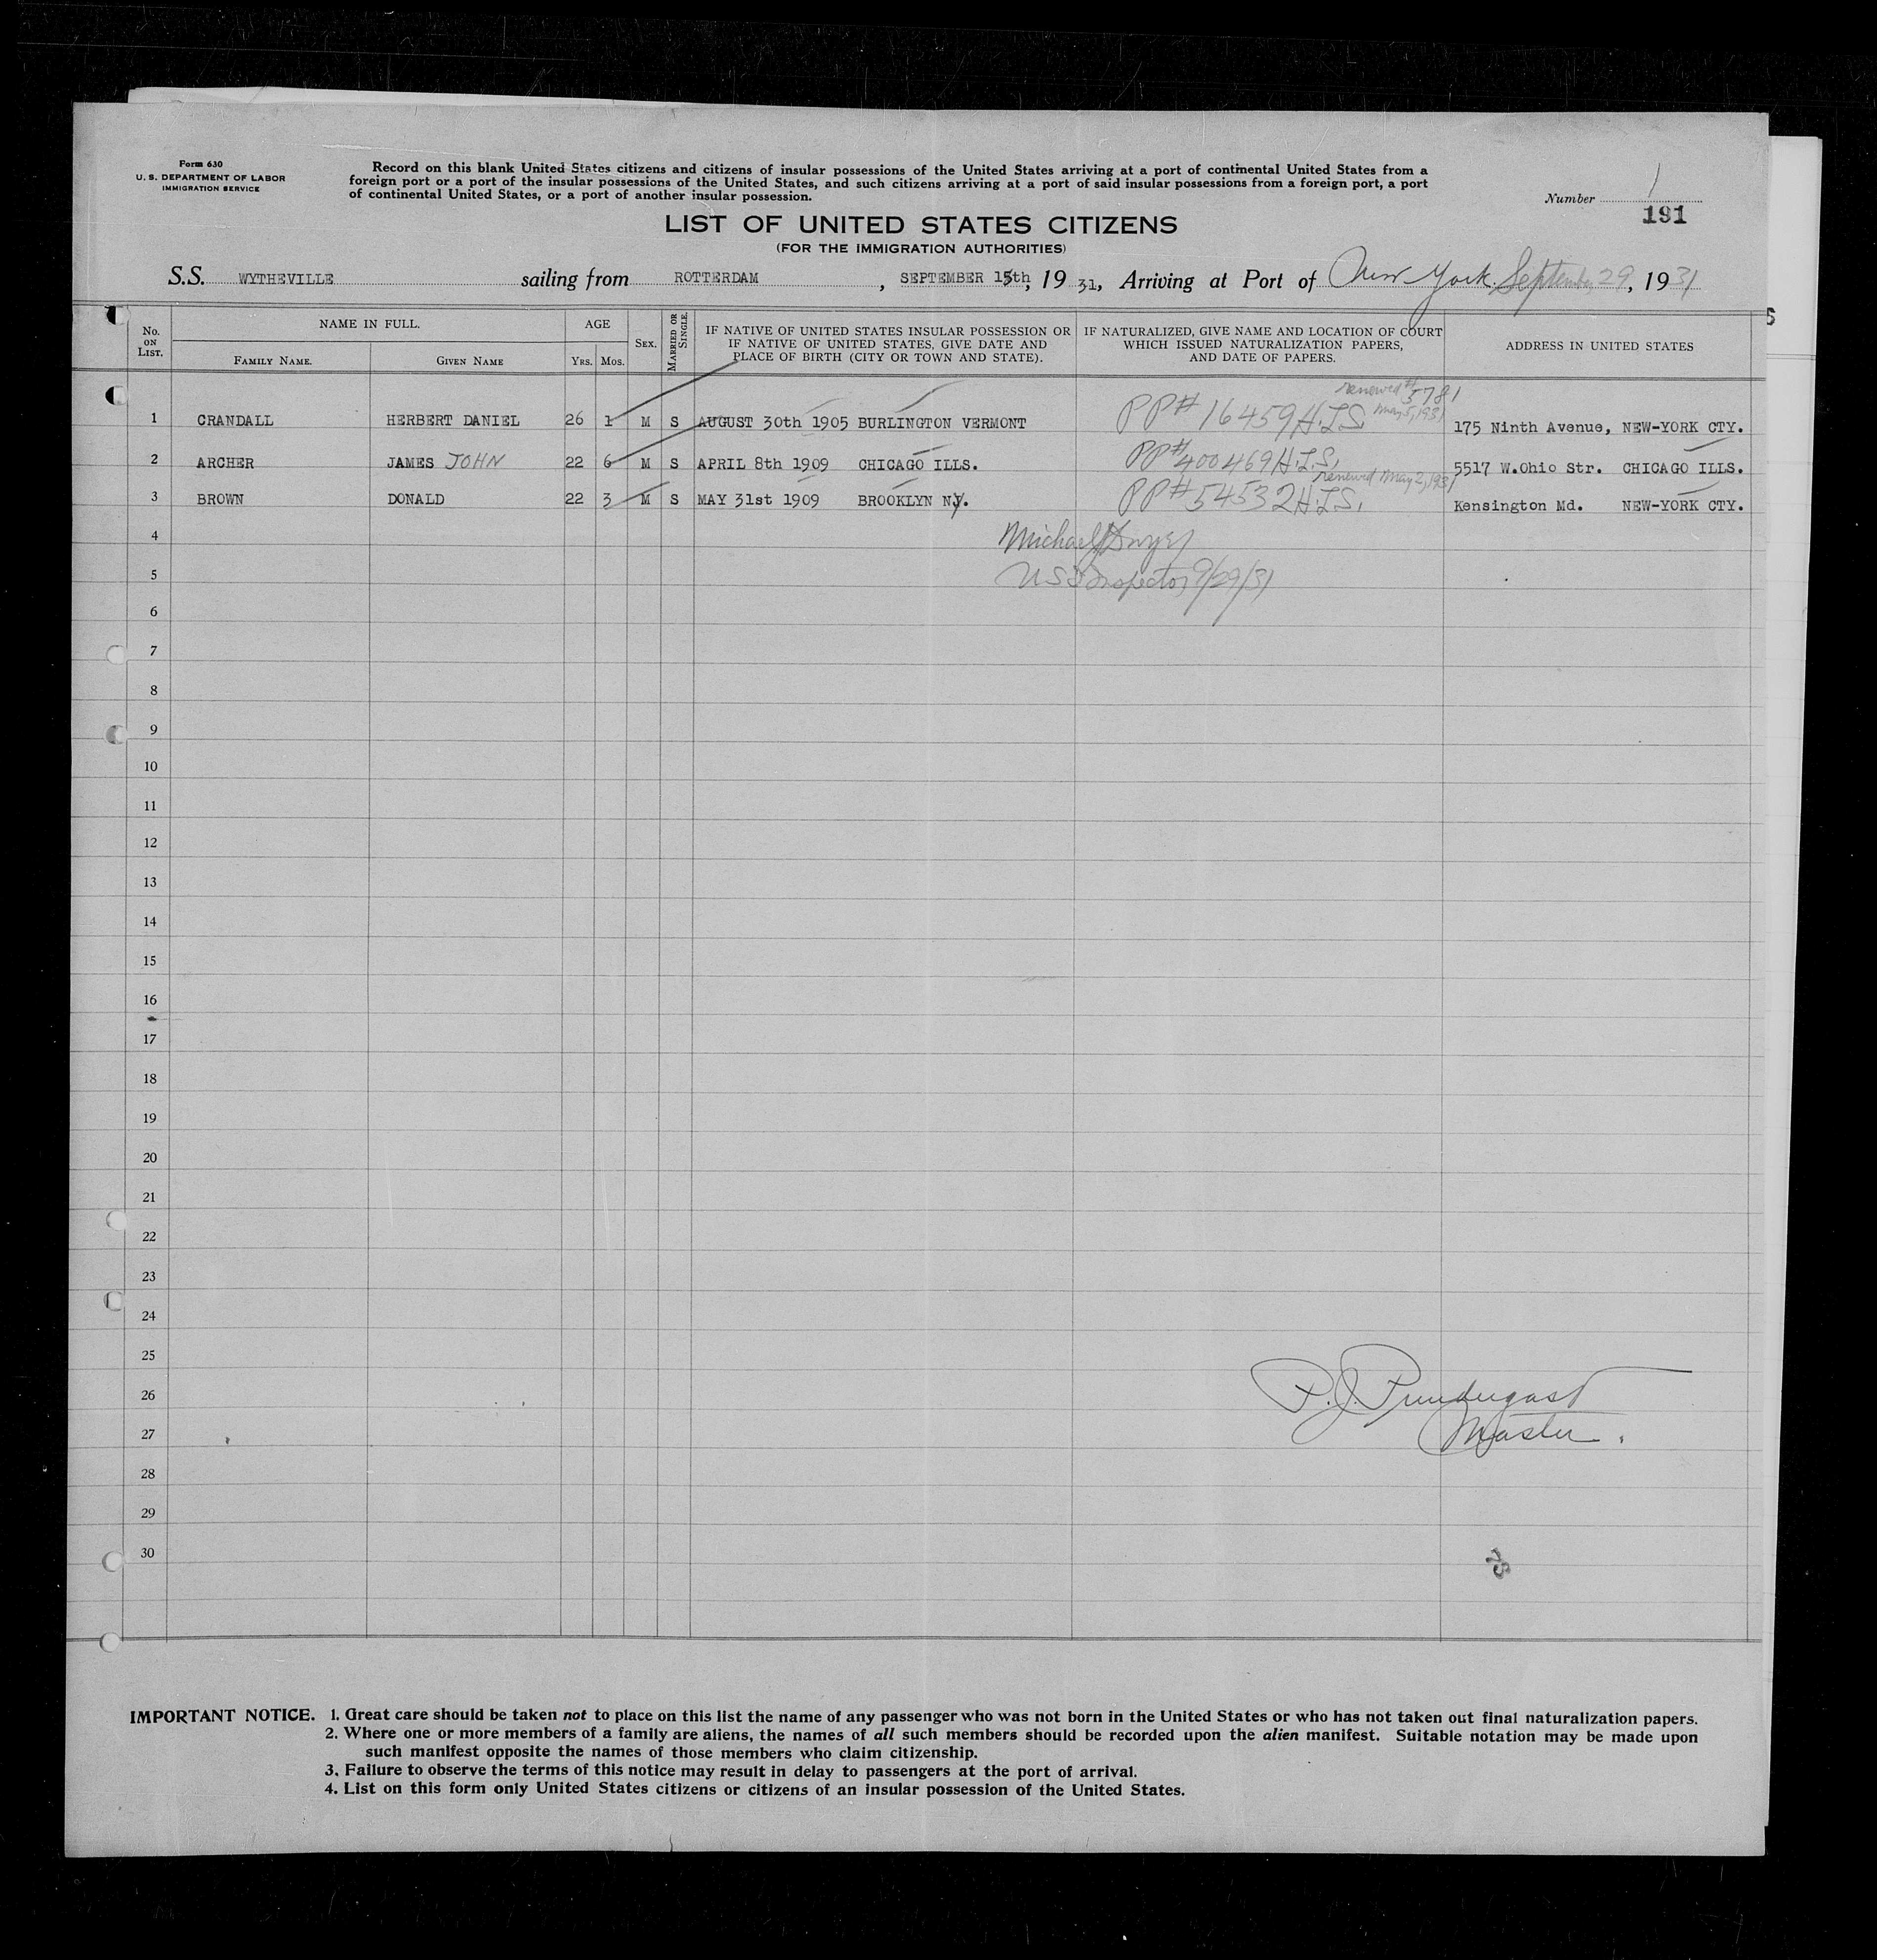 Form 630
U. S. DEPARTMENT OF LABOR
IMMIGRATION SERVICE
Record on this blank United States citizens and citizens of insular possessions of the United States arriving at a port of continental United States from a
foreign port or a port of the insular possessions of the United States, and such citizens arriving at a port of said insular possessions from a foreign port, a port
of continental United States, or a port of another insular possession.
Number 1
191
LIST OF UNITED STATES CITIZENS
(FOR THE IMMIGRATION AUTHORITIES)
S.S. WYTHEVILLE sailing from ROTTERDAM , SEPTEMBER 15th, 19 31, Arriving at Port of New York September 29, 1931
No. ON LIST.
NAME IN FULL.
FAMILY NAME.
GIVEN NAME
AGE
YRS.
MOS.
SEX.
MARRIED OR SINGLE.
IF NATIVE OF UNITED STATES INSULAR POSSESSION OR
IF NATIVE OF UNITED STATES, GIVE DATE AND
PLACE OF BIRTH (CITY OR TOWN AND STATE).
IF NATURALIZED, GIVE NAME AND LOCATION OF COURT
WHICH ISSUED NATURALIZATION PAPERS,
AND DATE OF PAPERS.
ADDRESS IN UNITED STATES
renewed # 5781
May 5, 1931
1 CRANDALL HERBERT DANIEL 26 1 M S AUGUST 30th 1905 BURLINGTON VERMONT PP# 16459 H.I.S. 175 Ninth Avenue, NEW-YORK CTY.
2 ARCHER JAMES JOHN 22 6 M S APRIL 8th 1909 CHICAGO ILLS. PP# 400469 H.I.S. 5517 W.Ohio Str. CHICAGO ILLS.
renewed May 2, 1931
3 BROWN DONALD 22 3 M S MAY 31st 1909 BROOKLYN Ny. PP# 54532 H.I.S. Kensington Md. NEW-YORK CTY.
4 Michael J Dwyer
5 US Inspector 9/29/31
6
7
8
9
10
11
12
13
14
15
16
17
18
19
20
21
22
23
24
25
26 P. J. Prendergast
27 Master.
28
29
30
IMPORTANT NOTICE. 1. Great care should be taken not to place on this list the name of any passenger who was not born in the United States or who has not taken out final naturalization papers.
2. Where one or more members of a family are aliens, the names of all such members should be recorded upon the alien manifest. Suitable notation may be made upon
such manifest opposite the names of those members who claim citizenship.
3. Failure to observe the terms of this notice may result in delay to passengers at the port of arrival.
4. List on this form only United States citizens or citizens of an insular possession of the United States.